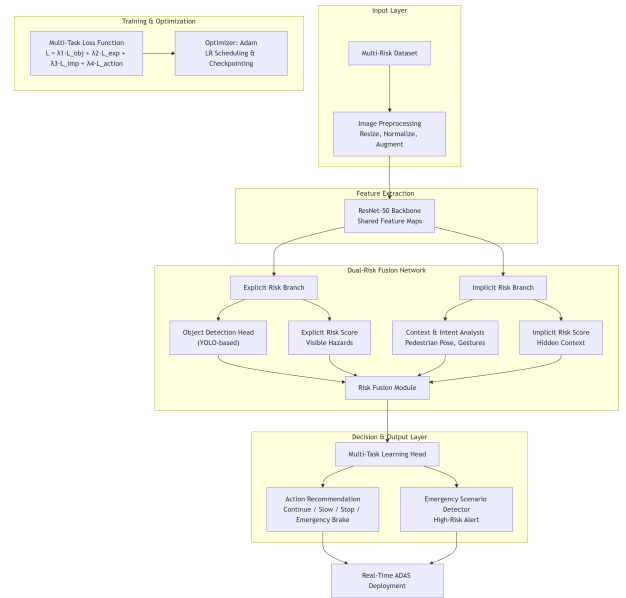 Training & Optimization
Multi-Task Loss Function
L = λ1·L_obj + λ2·L_exp +
λ3·L_imp + λ4·L_action
Optimizer: Adam
LR Scheduling &
Checkpointing
Input Layer
Multi-Risk Dataset
Image Preprocessing
Resize, Normalize,
Augment
Feature Extraction
ResNet-50 Backbone
Shared Feature Maps
Dual-Risk Fusion Network
Explicit Risk Branch
Implicit Risk Branch
Object Detection Head
(YOLO-based)
Explicit Risk Score
Visible Hazards
Context & Intent Analysis
Pedestrian Pose, Gestures
Implicit Risk Score
Hidden Context
Risk Fusion Module
Decision & Output Layer
Multi-Task Learning Head
Action Recommendation
Continue / Slow / Stop /
Emergency Brake
Emergency Scenario
Detector
High-Risk Alert
Real-Time ADAS
Deployment